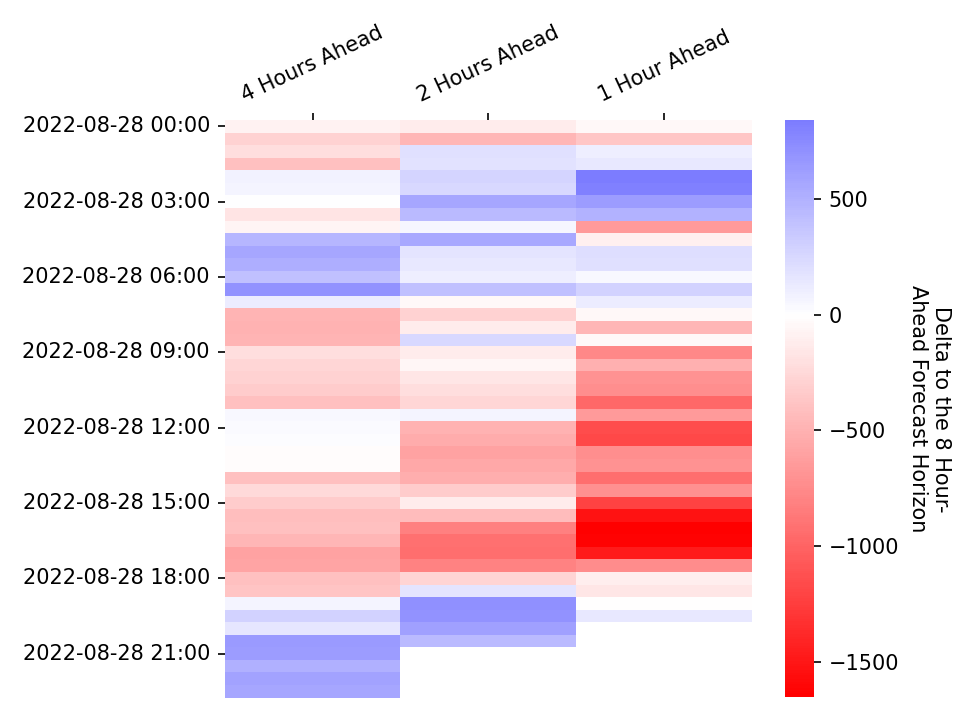 4 Hours Ahead
2 Hours Ahead
1 Hour Ahead
2022-08-28 00:00
2022-08-28 03:00
2022-08-28 06:00
2022-08-28 09:00
2022-08-28 12:00
2022-08-28 15:00
2022-08-28 18:00
2022-08-28 21:00
500
0
−500
−1000
−1500
Delta to the 8 Hour-
Ahead Forecast Horizon